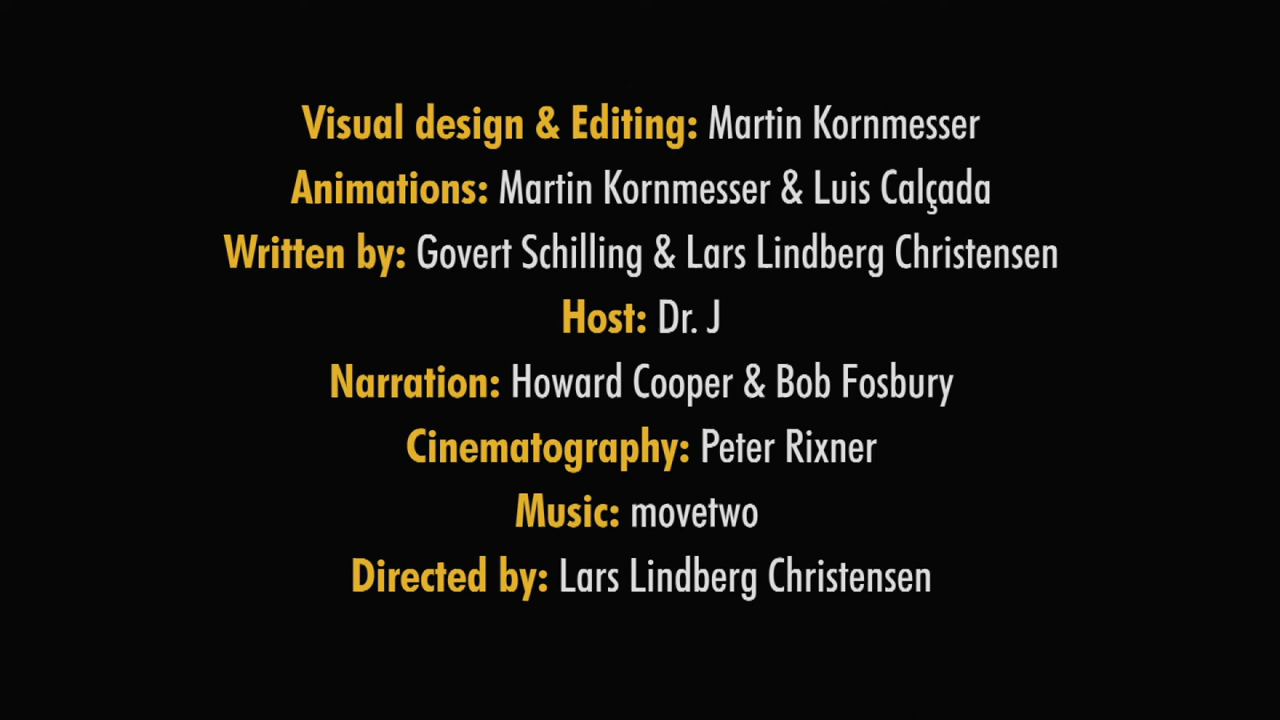 Visual design & Editing: Martin Kornmesser
Animations: Martin Kornmesser & Luis Calçada
Written by: Govert Schilling & Lars Lindberg Christensen
Host: Dr. J
Narration: Howard Cooper & Bob Fosbury
Cinematography: Peter Rixner
Music: movetwo
Directed by: Lars Lindberg Christensen